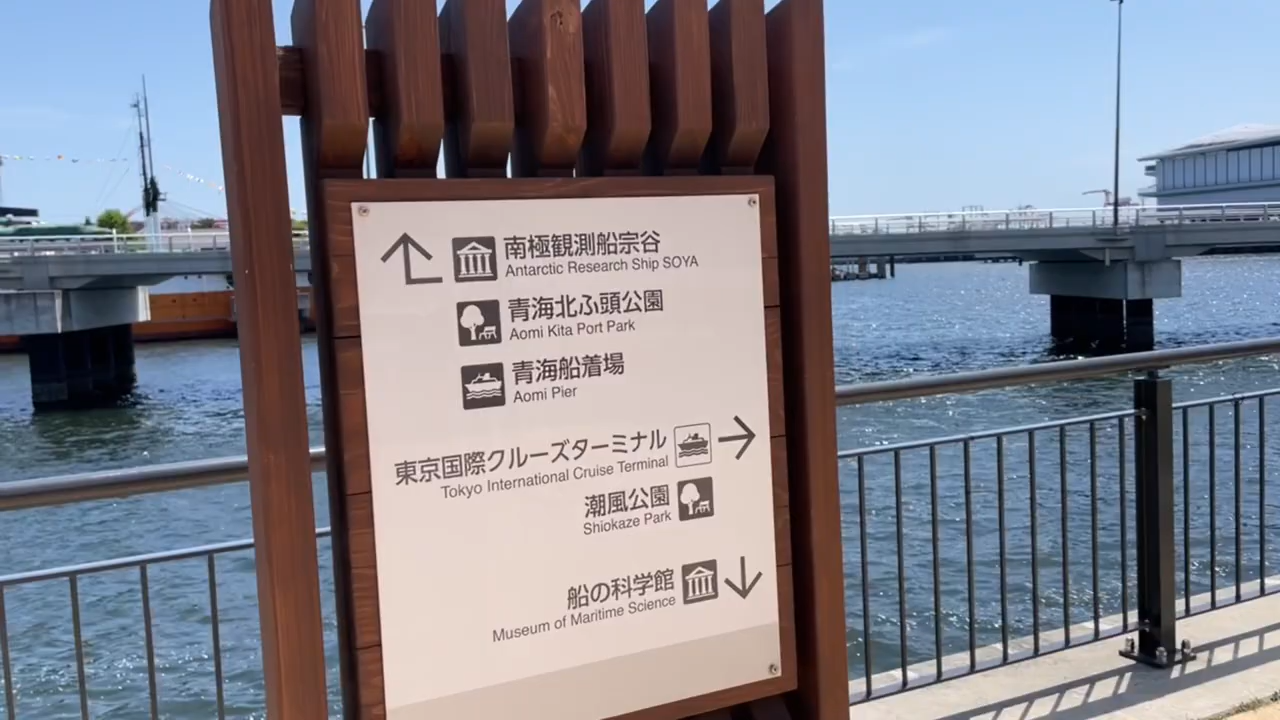 南極観測船宗谷
Antarctic Research Ship SOYA
青海北ふ頭公園
Aomi Kita Port Park
青海船着場
Aomi Pier
東京国際クルーズターミナル
Tokyo International Cruise Terminal
潮風公園
Shiokaze Park
船の科学館
Museum of Maritime Science